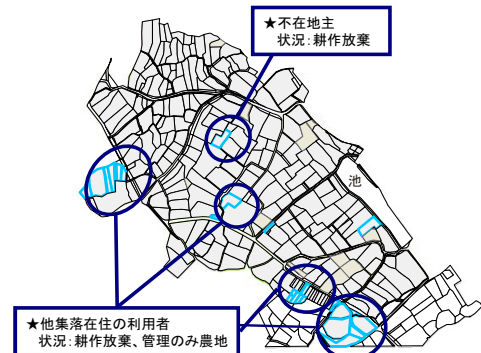 ★不在地主
状況：耕作放棄
池
★他集落在住の利用者
状況：耕作放棄、管理のみ農地